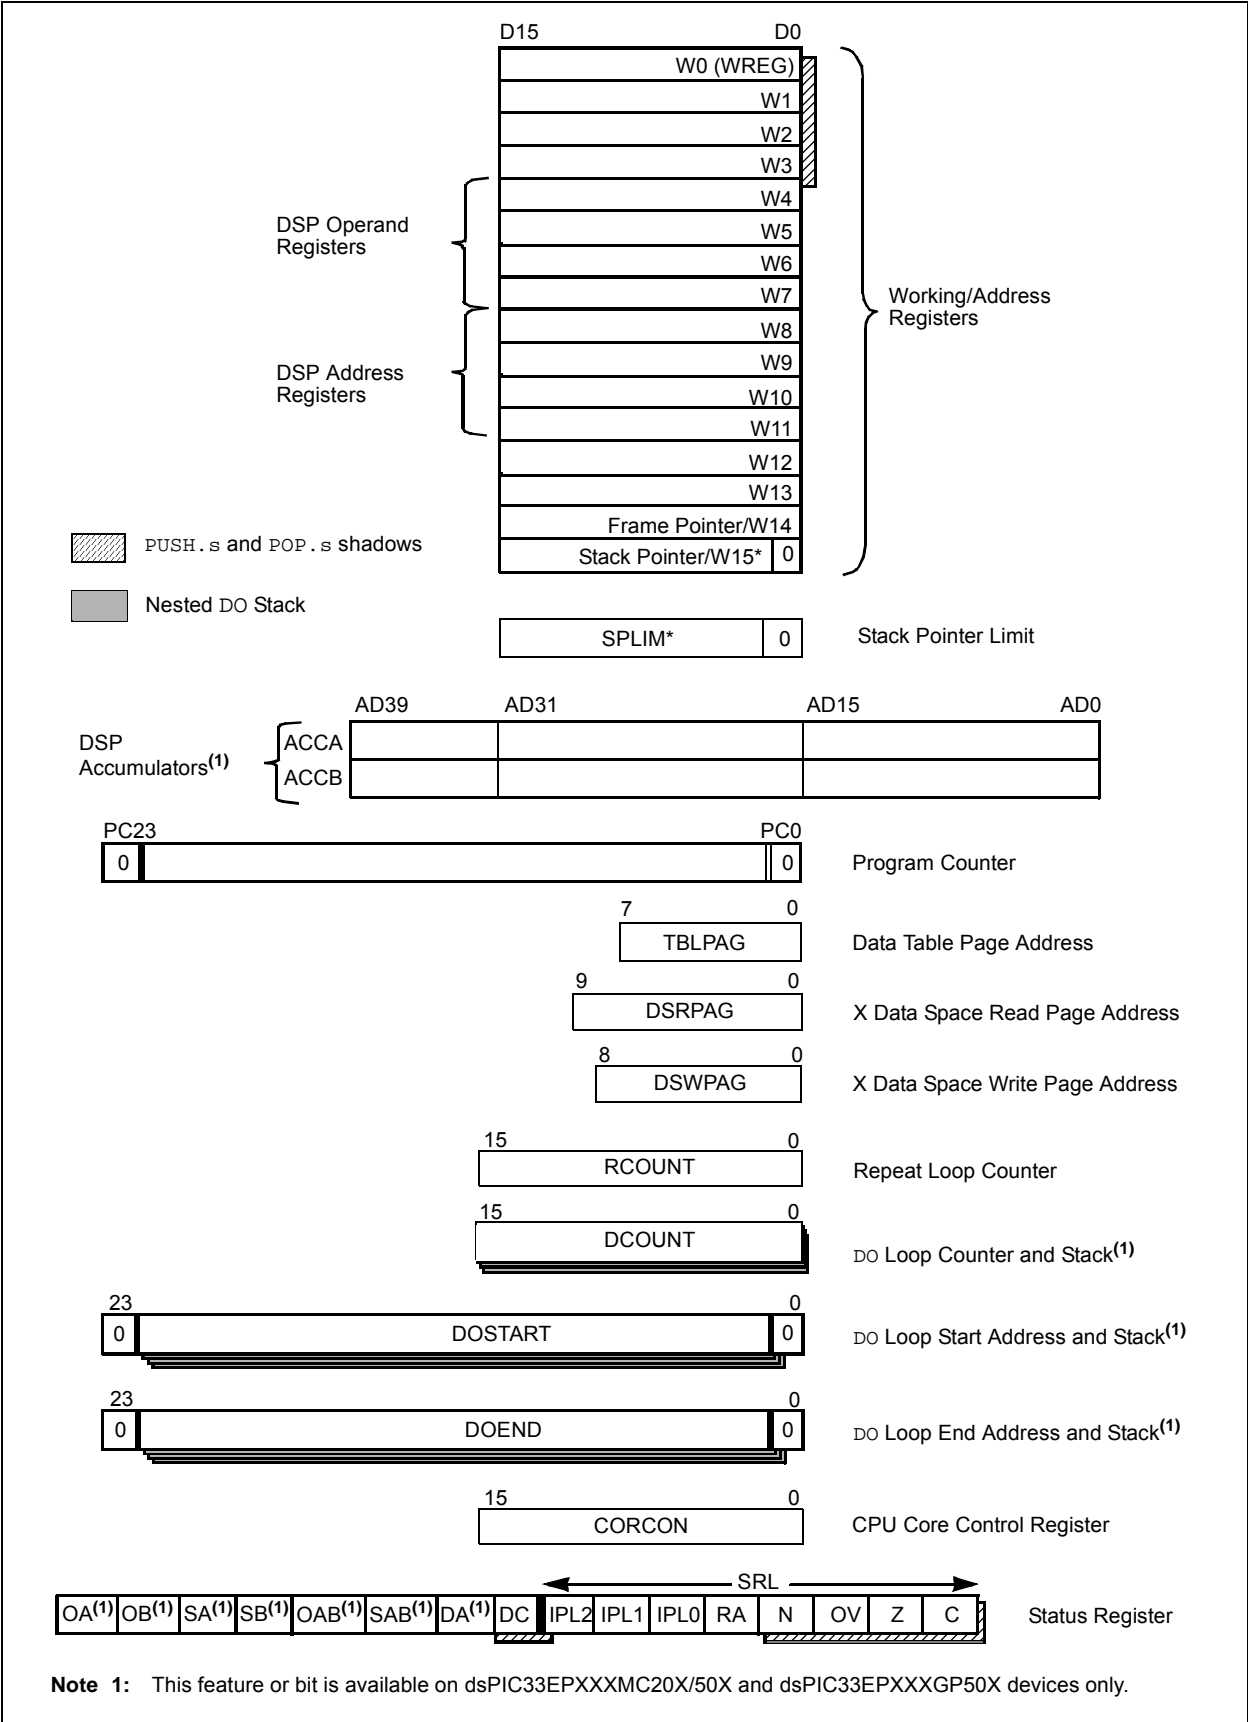 D15 D0
W0 (WREG)
W1
W2
W3
W4
DSP Operand
Registers
W5
W6
W7
Working/Address
Registers
W8
DSP Address
Registers
W9
W10
W11
W12
W13
Frame Pointer/W14
PUSH.s and POP.s shadows
Stack Pointer/W15* 0
Nested DO Stack
SPLIM* 0 Stack Pointer Limit
AD39 AD31 AD15 AD0
DSP
Accumulators(1)
ACCA
ACCB
PC23 PC0
0 0 Program Counter
7 0
TBLPAG Data Table Page Address
9 0
DSRPAG X Data Space Read Page Address
8 0
DSWPAG X Data Space Write Page Address
15 0
RCOUNT Repeat Loop Counter
15 0
DCOUNT DO Loop Counter and Stack(1)
23 0
0 DOSTART 0 DO Loop Start Address and Stack(1)
23 0
0 DOEND 0 DO Loop End Address and Stack(1)
15 0
CORCON CPU Core Control Register
SRL
OA(1) OB(1) SA(1) SB(1) OAB(1) SAB(1) DA(1) DC IPL2 IPL1 IPL0 RA N OV Z C Status Register
Note 1: This feature or bit is available on dsPIC33EPXXXMC20X/50X and dsPIC33EPXXXGP50X devices only.